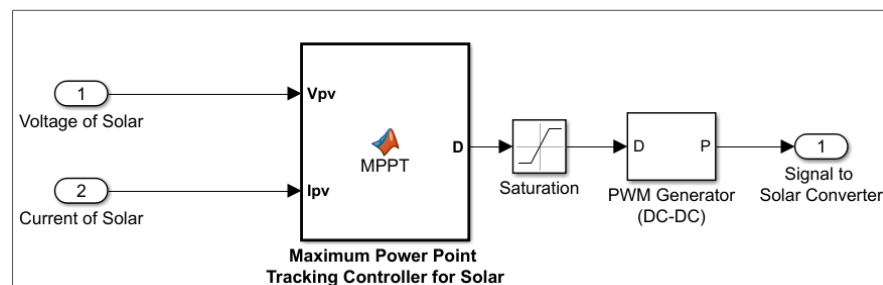 1
Voltage of Solar
2
Current of Solar
Vpv
Ipv
MPPT
D
Maximum Power Point
Tracking Controller for Solar
Saturation
D
P
PWM Generator
(DC-DC)
1
Signal to
Solar Converter